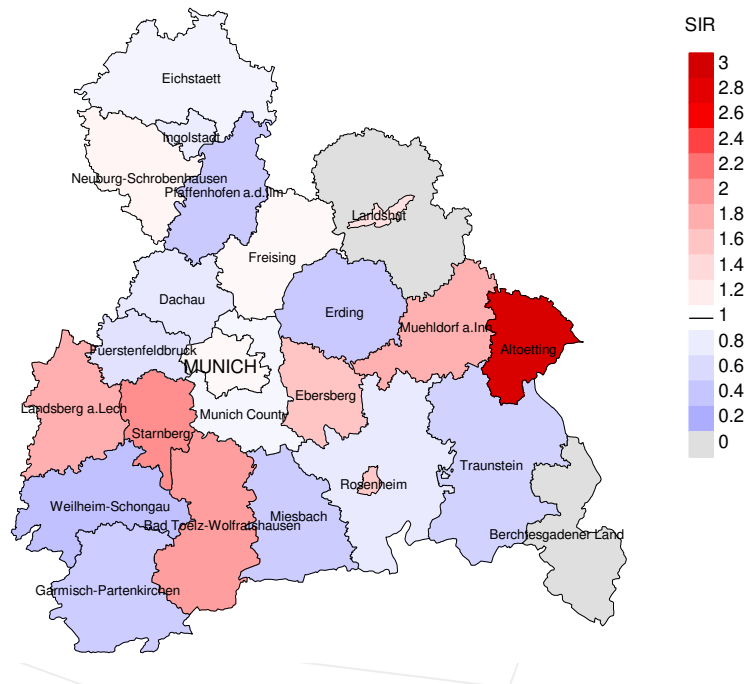 SIR
Eichstaett
Ingolstadt
Neuburg-Schrobenhausen
Pfaffenhofen a.d.Ilm
Landshut
Freising
Dachau
Erding
Muehldorf a.Inn
Altoetting
Fuerstenfeldbruck
MUNICH
Ebersberg
Landsberg a.Lech
Munich County
Starnberg
Traunstein
Rosenheim
Weilheim-Schongau
Miesbach
Bad Toelz-Wolfratshausen
Berchtesgadener Land
Garmisch-Partenkirchen
3
2.8
2.6
2.4
2.2
2
1.8
1.6
1.4
1.2
1
0.8
0.6
0.4
0.2
0